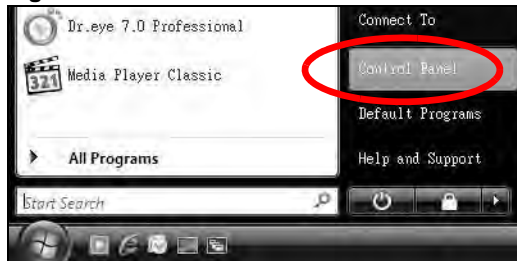 Dr.eye 7.0 Professional
Media Player Classic
321
All Programs
Start Search
Connect To
Control Panel
Default Programs
Help and Support